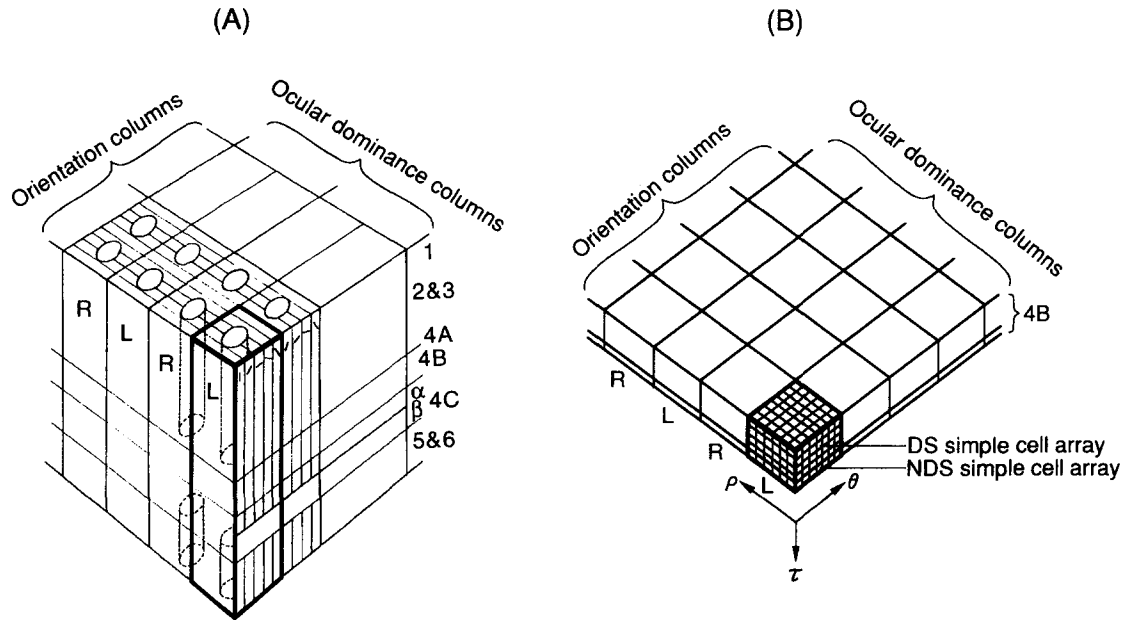 (A)
Orientation columns
Ocular dominance columns
R
L
R
L
1
2&3
4A
4B
α
β
4C
5&6
(B)
Orientation columns
Ocular dominance columns
4B
R
L
R
L
DS simple cell array
NDS simple cell array
ρ
θ
τ